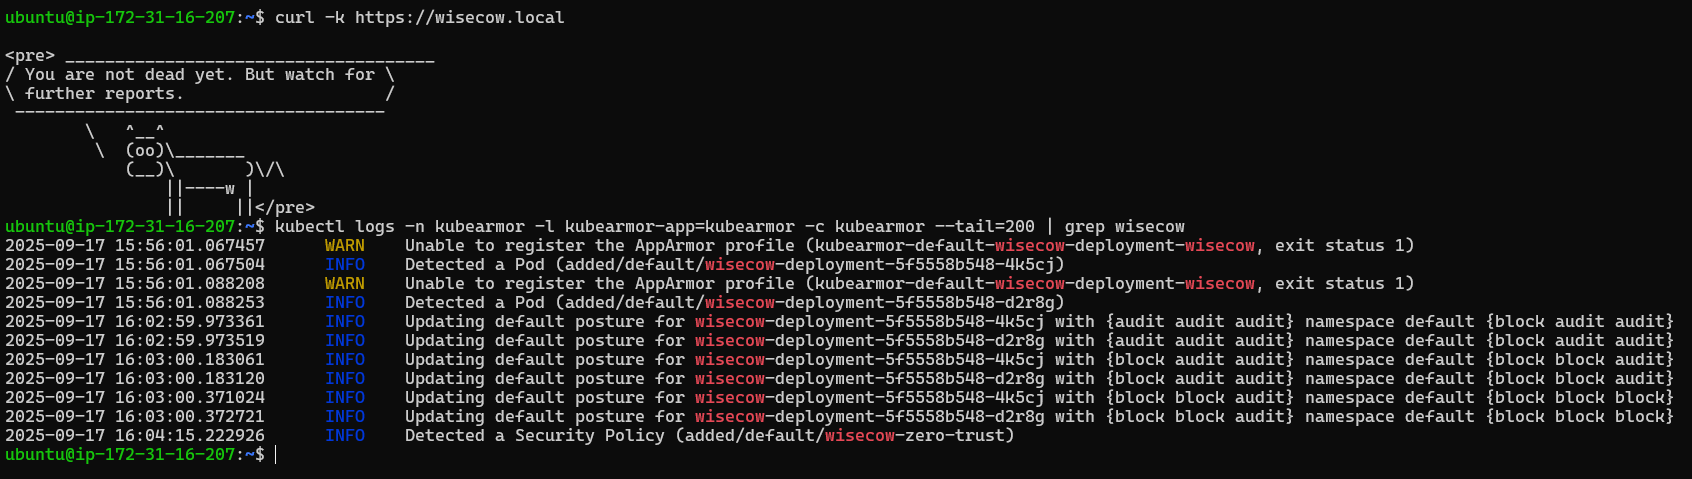 ubuntu@ip-172-31-16-207:~$ curl -k https://wisecow.local

<pre> _____________________________________
/ You are not dead yet. But watch for \
\ further reports.                    /
 -------------------------------------
        \   ^__^
         \  (oo)\_______
            (__)\       )\/\
                ||----w |
                ||     ||</pre>
ubuntu@ip-172-31-16-207:~$ kubectl logs -n kubearmor -l kubearmor-app=kubearmor -c kubearmor --tail=200 | grep wisecow
2025-09-17 15:56:01.067457      WARN    Unable to register the AppArmor profile (kubearmor-default-wisecow-deployment-wisecow, exit status 1)
2025-09-17 15:56:01.067504      INFO    Detected a Pod (added/default/wisecow-deployment-5f5558b548-4k5cj)
2025-09-17 15:56:01.088208      WARN    Unable to register the AppArmor profile (kubearmor-default-wisecow-deployment-wisecow, exit status 1)
2025-09-17 15:56:01.088253      INFO    Detected a Pod (added/default/wisecow-deployment-5f5558b548-d2r8g)
2025-09-17 16:02:59.973361      INFO    Updating default posture for wisecow-deployment-5f5558b548-4k5cj with {audit audit audit} namespace default {block audit audit}
2025-09-17 16:02:59.973519      INFO    Updating default posture for wisecow-deployment-5f5558b548-d2r8g with {audit audit audit} namespace default {block audit audit}
2025-09-17 16:03:00.183061      INFO    Updating default posture for wisecow-deployment-5f5558b548-4k5cj with {block audit audit} namespace default {block block audit}
2025-09-17 16:03:00.183120      INFO    Updating default posture for wisecow-deployment-5f5558b548-d2r8g with {block audit audit} namespace default {block block audit}
2025-09-17 16:03:00.371024      INFO    Updating default posture for wisecow-deployment-5f5558b548-4k5cj with {block block audit} namespace default {block block block}
2025-09-17 16:03:00.372721      INFO    Updating default posture for wisecow-deployment-5f5558b548-d2r8g with {block block audit} namespace default {block block block}
2025-09-17 16:04:15.222926      INFO    Detected a Security Policy (added/default/wisecow-zero-trust)
ubuntu@ip-172-31-16-207:~$